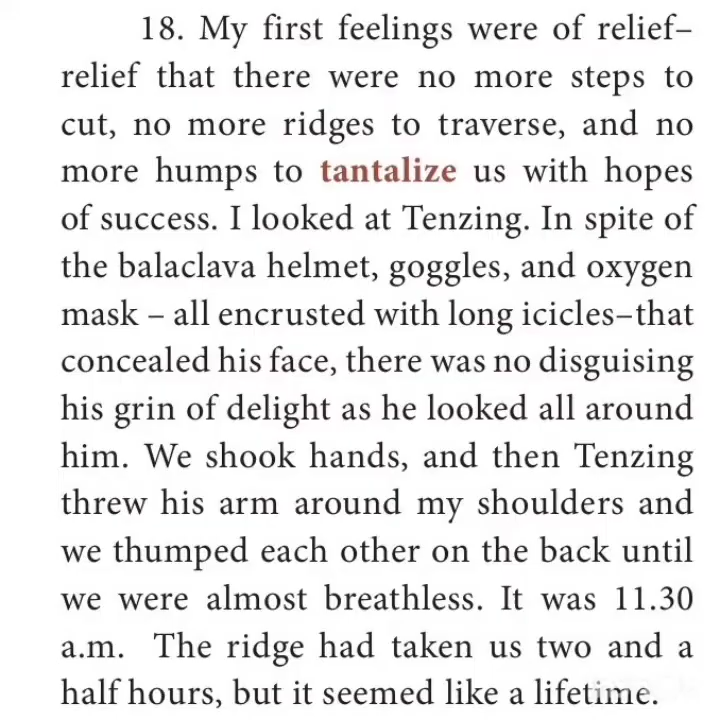 18. My first feelings were of relief–
relief that there were no more steps to
cut, no more ridges to traverse, and no
more humps to tantalize us with hopes
of success. I looked at Tenzing. In spite of
the balaclava helmet, goggles, and oxygen
mask – all encrusted with long icicles–that
concealed his face, there was no disguising
his grin of delight as he looked all around
him. We shook hands, and then Tenzing
threw his arm around my shoulders and
we thumped each other on the back until
we were almost breathless. It was 11.30
a.m. The ridge had taken us two and a
half hours, but it seemed like a lifetime.